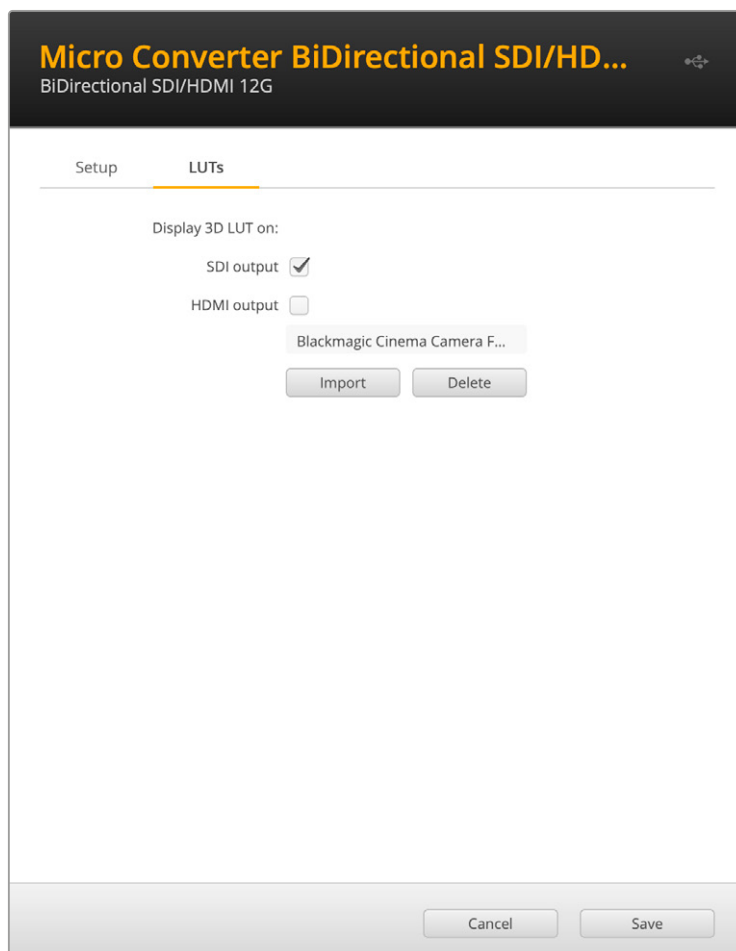 Micro Converter BiDirectional SDI/HD...
BiDirectional SDI/HDMI 12G
Setup LUTs
Display 3D LUT on:
SDI output
HDMI output
Blackmagic Cinema Camera F...
Import Delete
Cancel Save